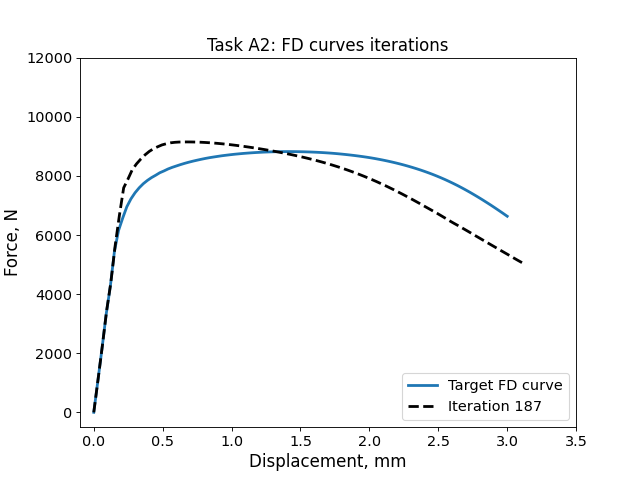 Task A2: FD curves iterations
12000
10000
8000
6000
4000
2000
0
Force, N
0.0 0.5 1.0 1.5 2.0 2.5 3.0 3.5
Displacement, mm
Target FD curve
Iteration 187